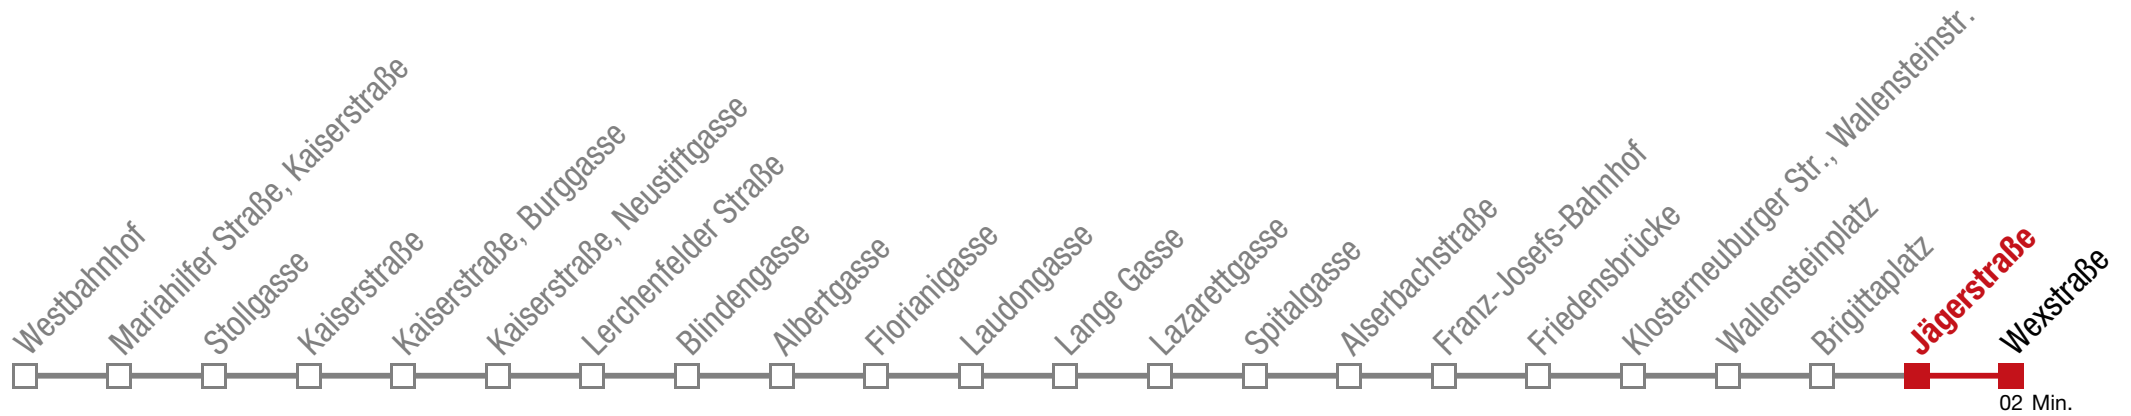 Westbahnhof
Mariahilfer Straße, Kaiserstraße
Stollgasse
Kaiserstraße
Kaiserstraße, Burggasse
Kaiserstraße, Neustiftgasse
Lerchenfelder Straße
Blindengasse
Albertgasse
Florianigasse
Laudongasse
Lange Gasse
Lazarettgasse
Spitalgasse
Alserbachstraße
Franz-Josefs-Bahnhof
Friedensbrücke
Klosterneuburger Str., Wallensteinstr.
Wallensteinplatz
Brigittaplatz
Jägerstraße
Wexstraße
02 Min.